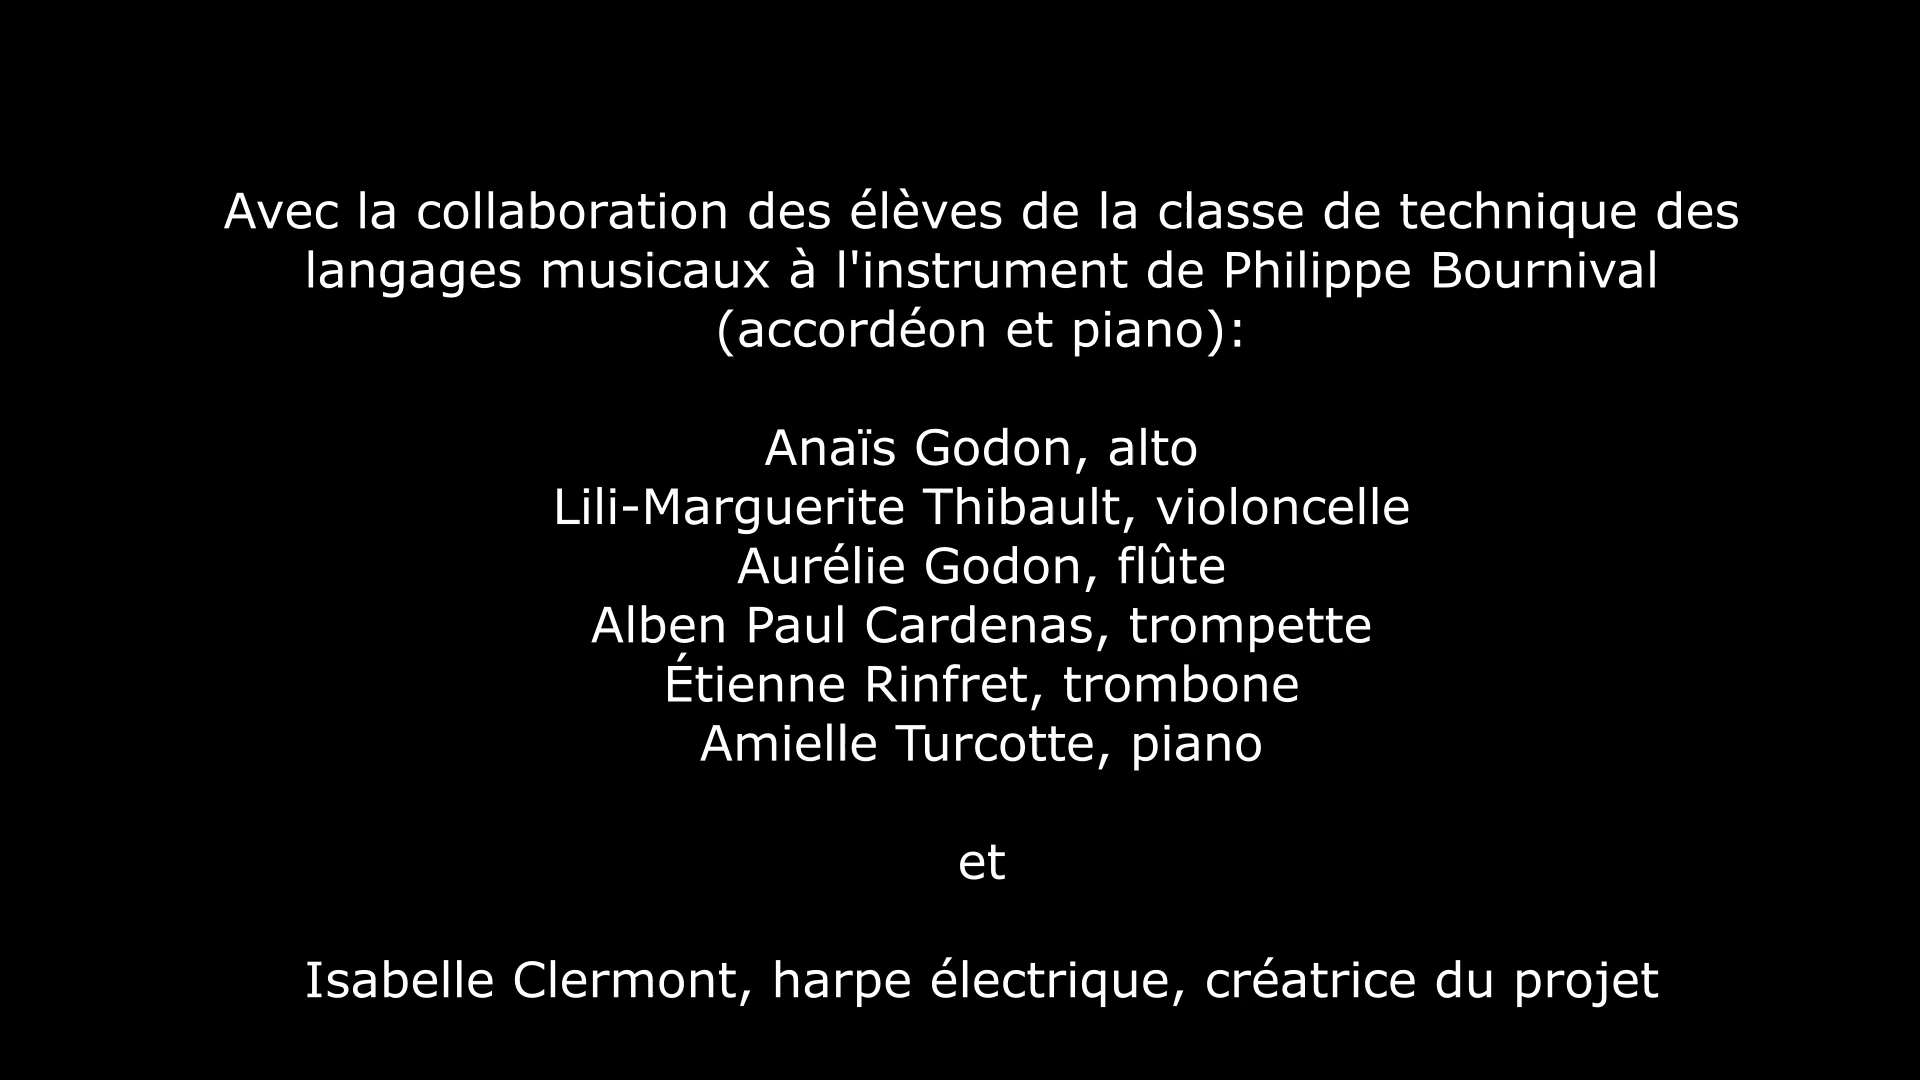 Avec la collaboration des élèves de la classe de technique des
langages musicaux à l'instrument de Philippe Bournival
(accordéon et piano):
Anaïs Godon, alto
Lili-Marguerite Thibault, violoncelle
Aurélie Godon, flûte
Alben Paul Cardenas, trompette
Étienne Rinfret, trombone
Amielle Turcotte, piano
et
Isabelle Clermont, harpe électrique, créatrice du projet